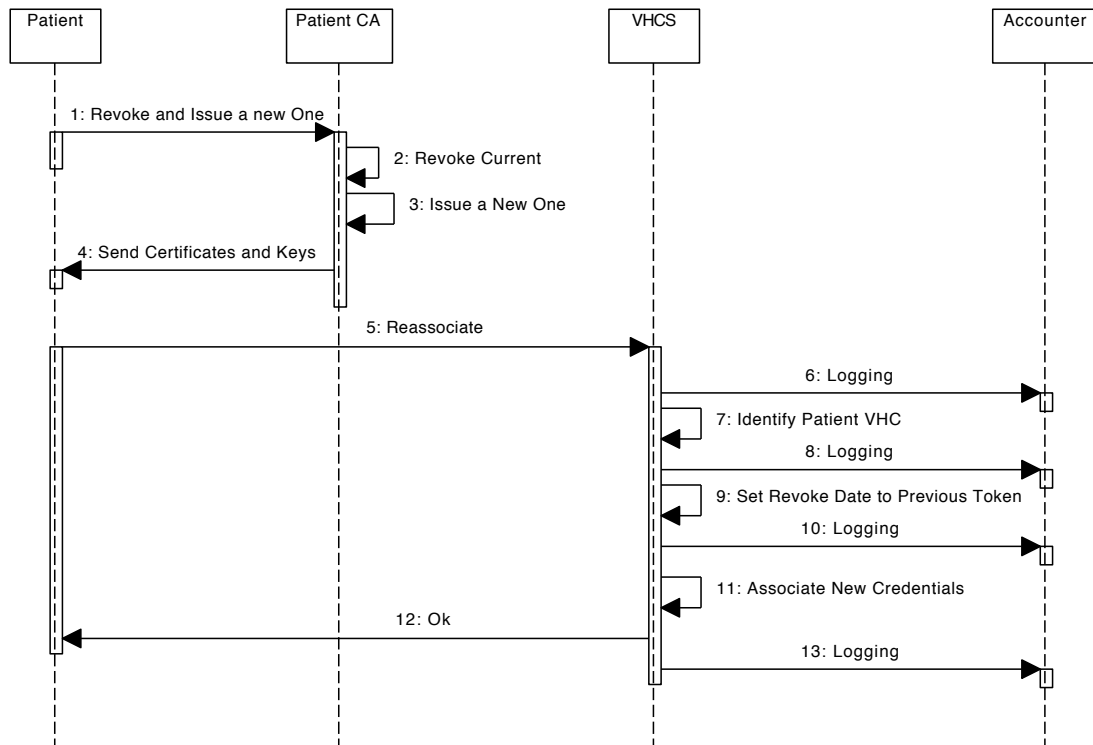 Patient
Patient CA
VHCS
Accounter
1: Revoke and Issue a new One
2: Revoke Current
3: Issue a New One
4: Send Certificates and Keys
5: Reassociate
6: Logging
7: Identify Patient VHC
8: Logging
9: Set Revoke Date to Previous Token
10: Logging
11: Associate New Credentials
12: Ok
13: Logging